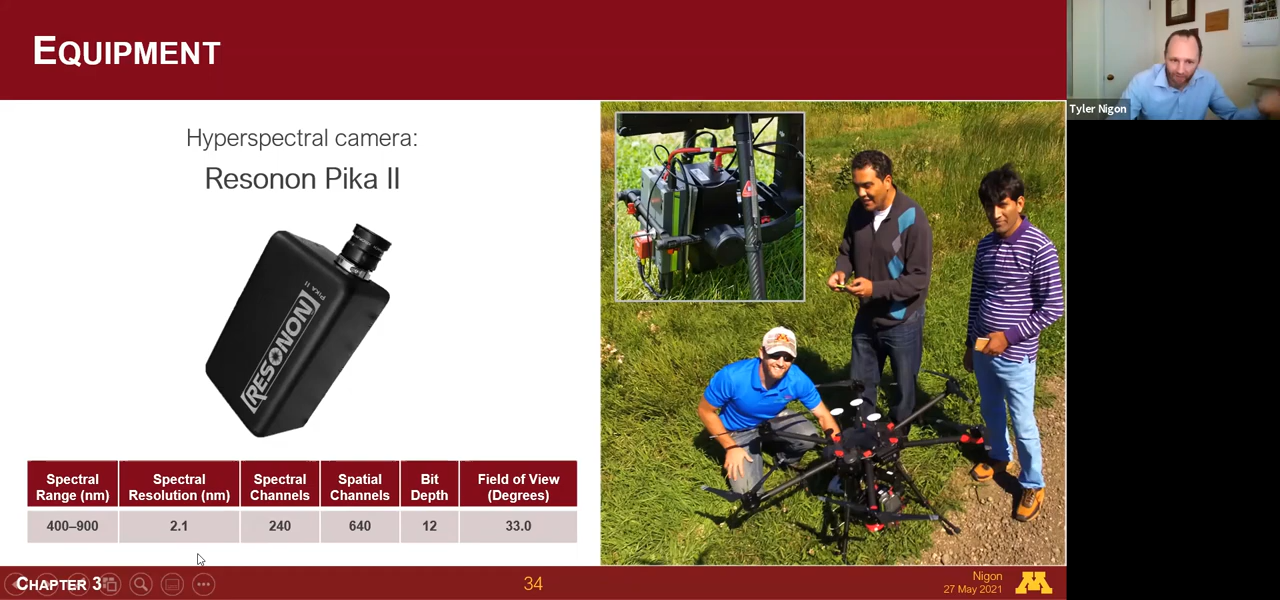 EQUIPMENT
Hyperspectral camera:
Resonon Pika II
RESONON
PIKA II
Spectral Range (nm)
Spectral Resolution (nm)
Spectral Channels
Spatial Channels
Bit Depth
Field of View (Degrees)
400–900
2.1
240
640
12
33.0
CHAPTER 3
34
Nigon
27 May 2021
M
Tyler Nigon